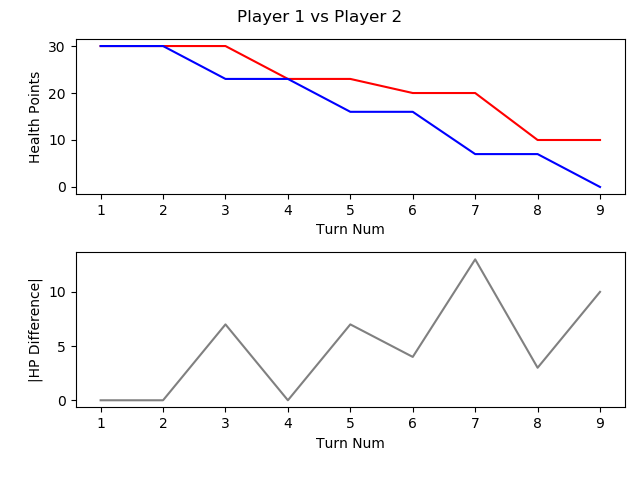 Player 1 vs Player 2
30
20
10
0
Health Points
1 2 3 4 5 6 7 8 9
Turn Num
10
5
0
|HP Difference|
1 2 3 4 5 6 7 8 9
Turn Num